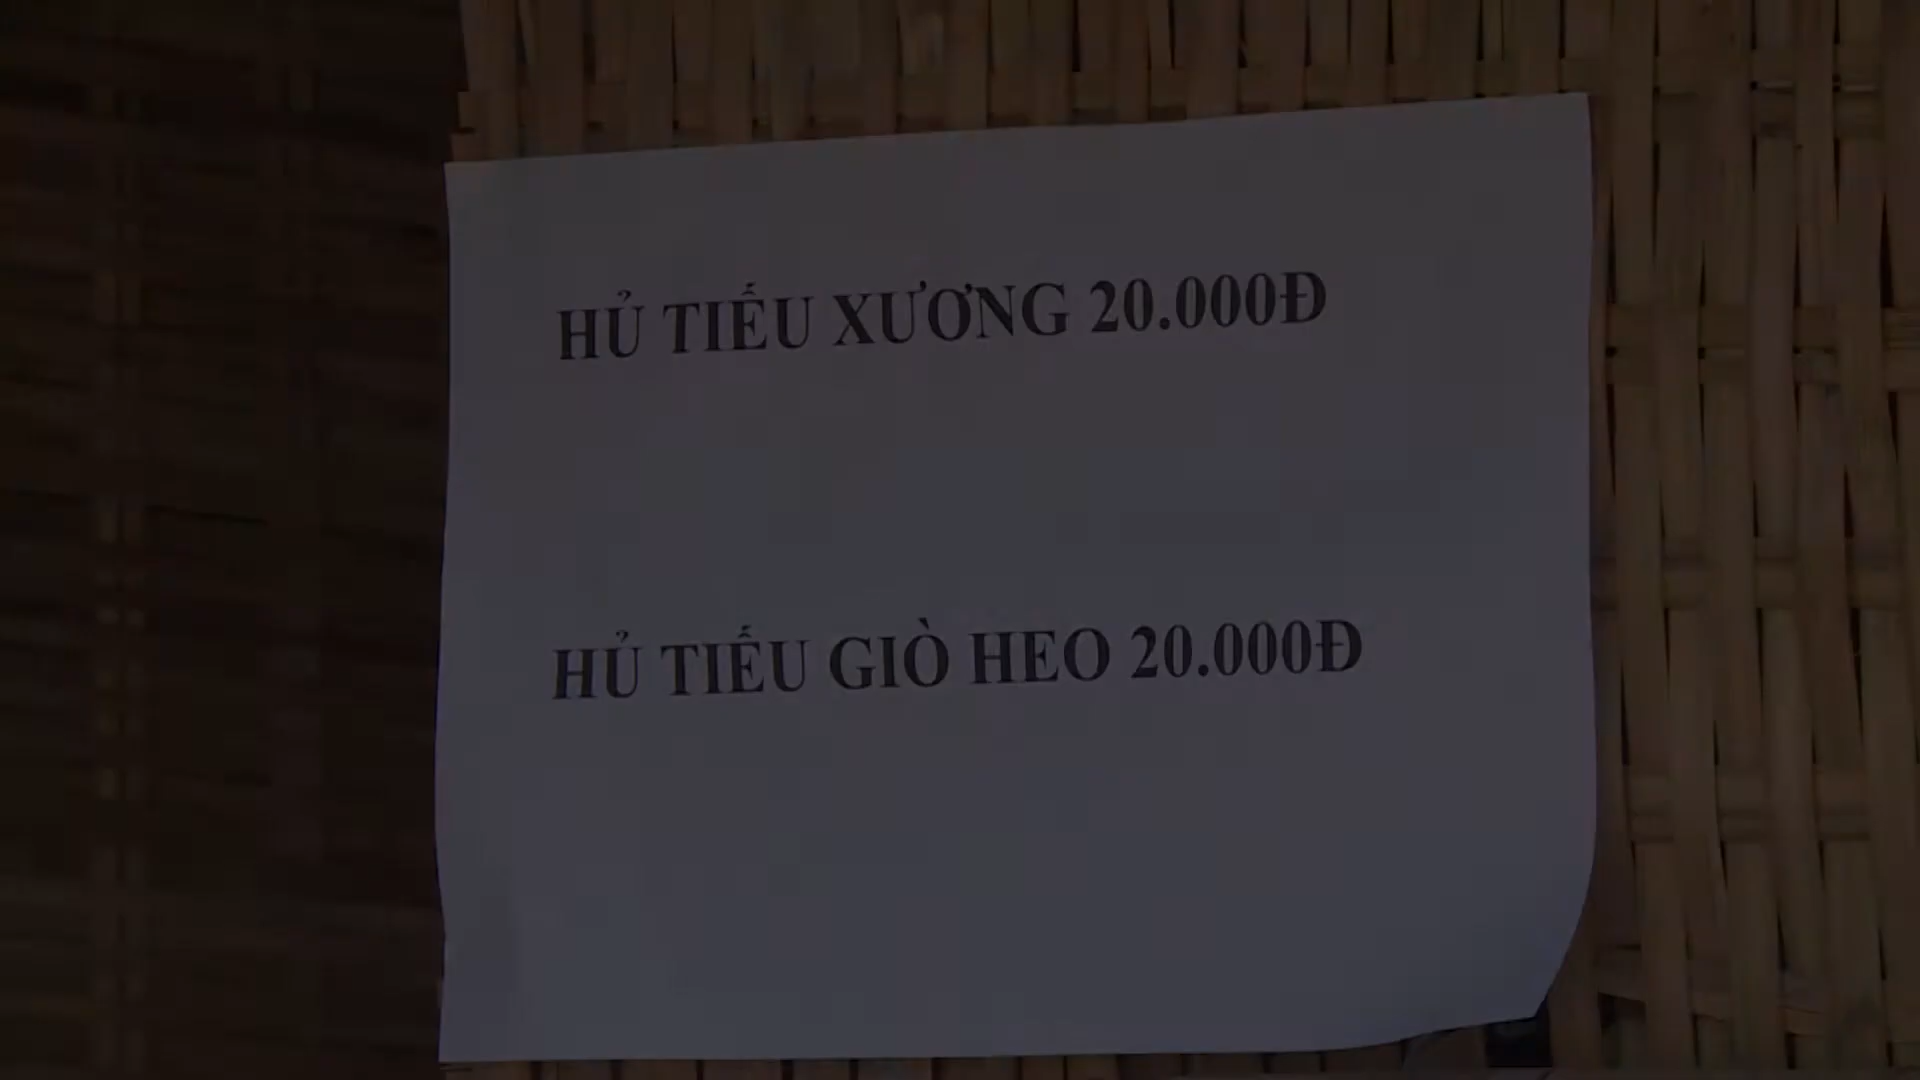 HỦ TIẾU XƯƠNG 20.000Đ
HỦ TIẾU GIÒ HEO 20.000Đ